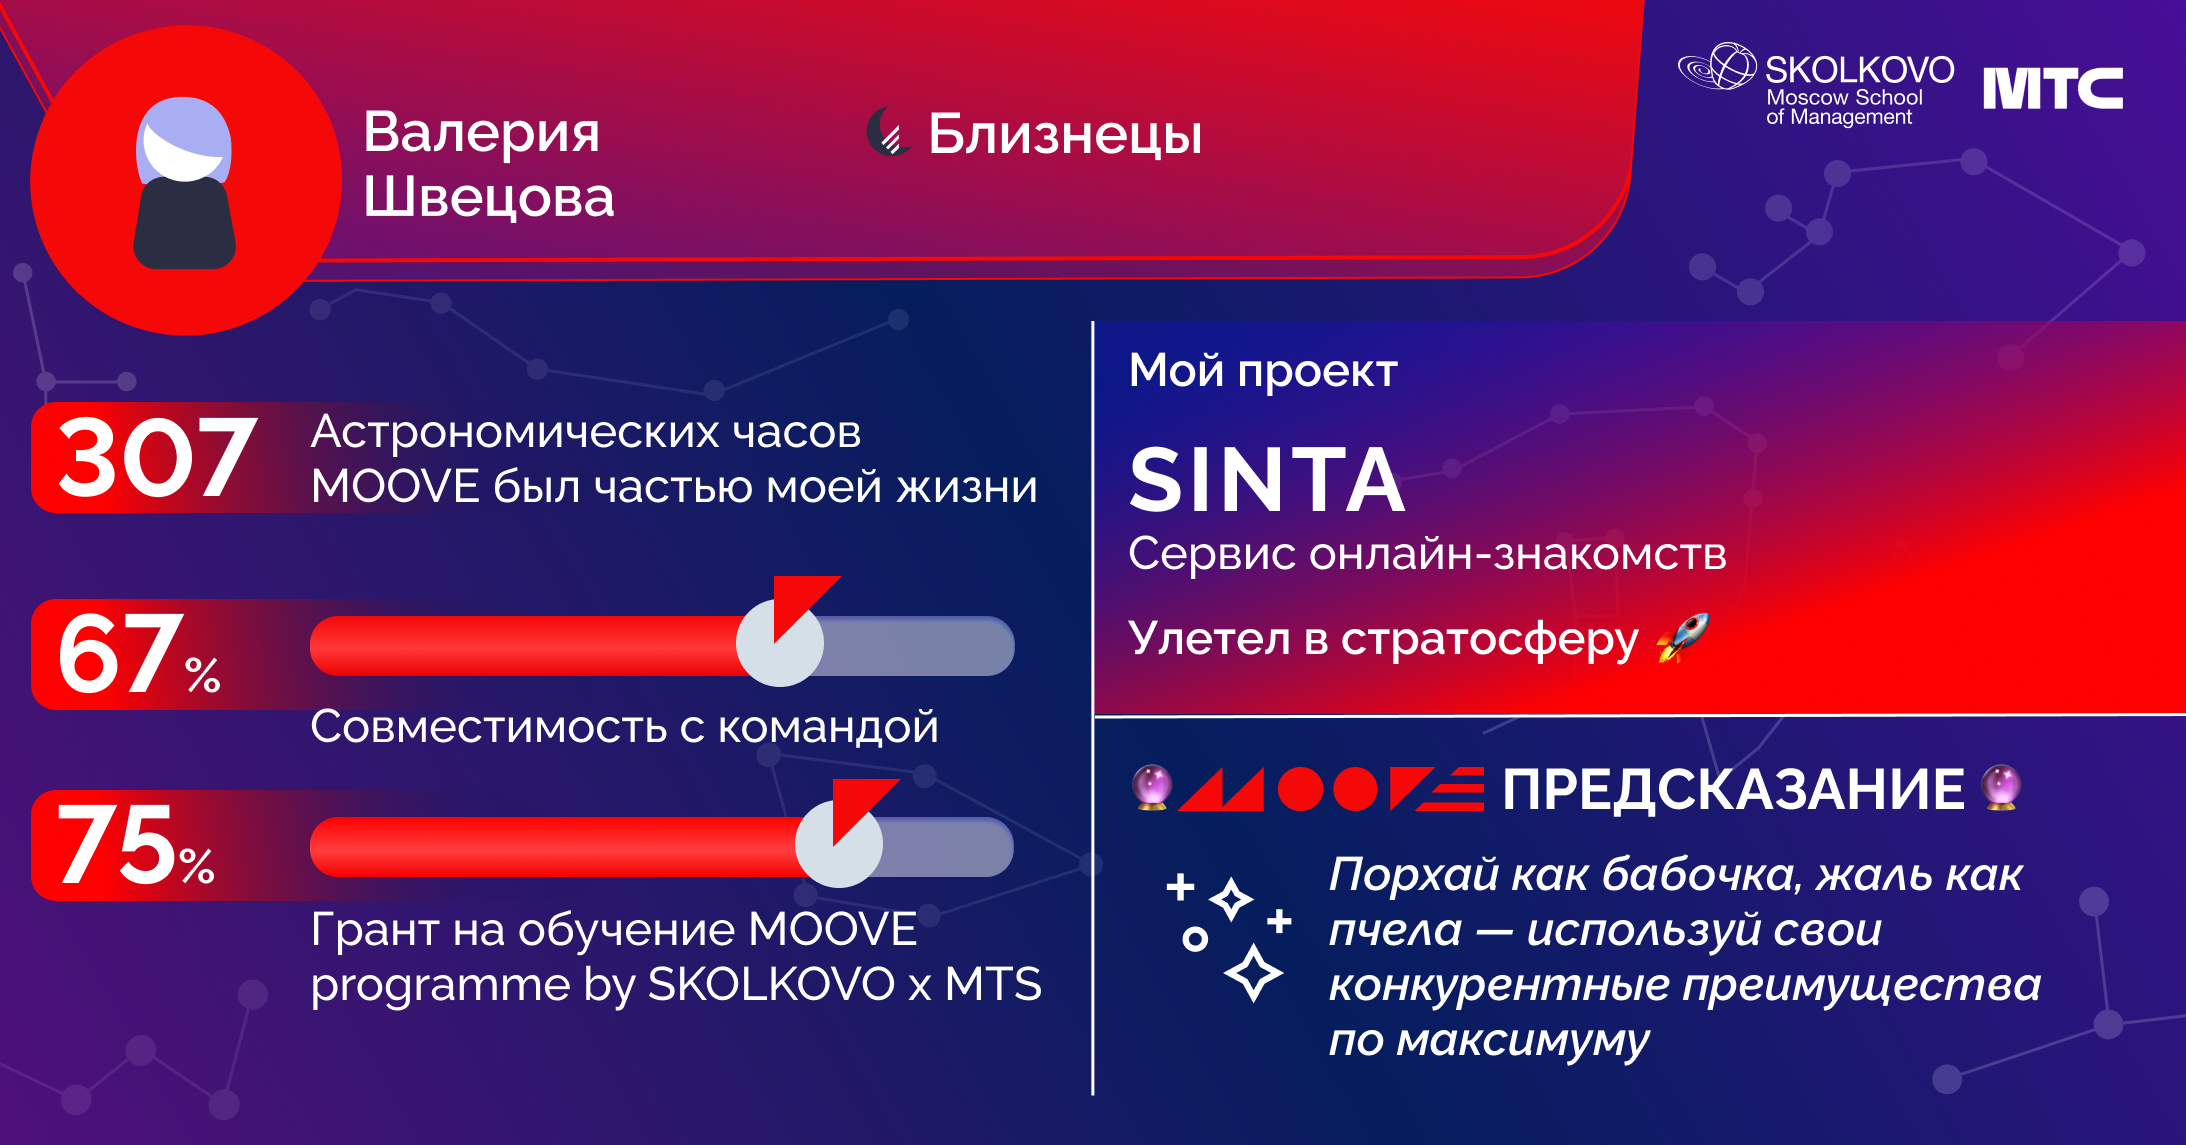 Валерия
Швецова
Близнецы
SKOLKOVO
Moscow School
of Management
МТС
307
Астрономических часов
MOOVE был частью моей жизни
67%
Совместимость с командой
75%
Грант на обучение MOOVE
programme by SKOLKOVO x MTS
Мой проект
SINTA
Сервис онлайн-знакомств
Улетел в стратосферу 🚀
🔮 MOOVE ПРЕДСКАЗАНИЕ 🔮
Порхай как бабочка, жаль как
пчела — используй свои
конкурентные преимущества
по максимуму